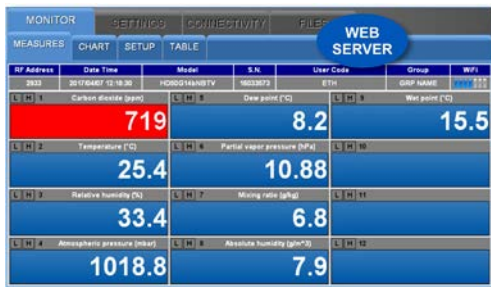 MONITOR SETTINGS CONNECTIVITY FILES
WEB SERVER
MEASURES CHART SETUP TABLE
RF Address Date Time Model S.N. User Code Group WiFi
2933 2017/04/07 12:18:30 HD50G14bNBTV 16033573 ETH GRP NAME
L H 1 Carbon dioxide (ppm) L H 5 Dew point (°C) L H 9 Wet point (°C)
719 8.2 15.5
L H 2 Temperature (°C) L H 6 Partial vapor pressure (hPa) L H 10
25.4 10.88
L H 3 Relative humidity (%) L H 7 Mixing ratio (g/kg) L H 11
33.4 6.8
L H 4 Atmospheric pressure (mbar) L H 8 Absolute humidity (g/m^3) L H 12
1018.8 7.9